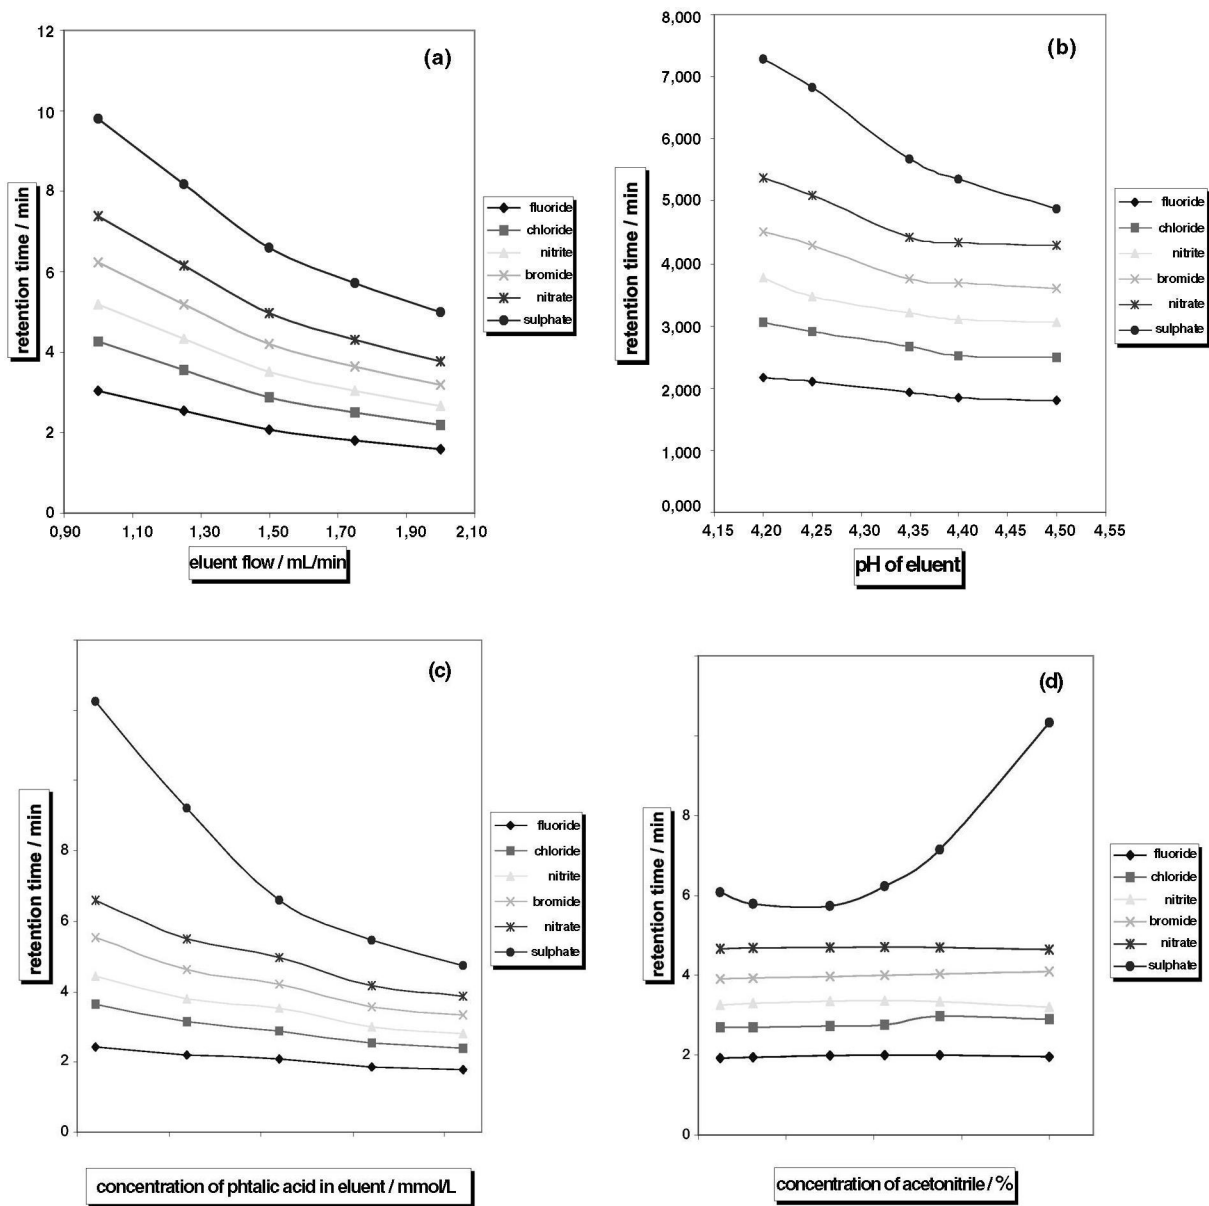 12
10
8
6
4
2
0
0,90
1,10
1,30
1,50
1,70
1,90
2,10
(a)
retention time / min
eluent flow / mL/min
fluoride
chloride
nitrite
bromide
nitrate
sulphate
8,000
7,000
6,000
5,000
4,000
3,000
2,000
1,000
0,000
4,15
4,20
4,25
4,30
4,35
4,40
4,45
4,50
4,55
(b)
retention time / min
pH of eluent
fluoride
chloride
nitrite
bromide
nitrate
sulphate
(c)
8
6
4
2
0
retention time / min
concentration of phtalic acid in eluent / mmol/L
fluoride
chloride
nitrite
bromide
nitrate
sulphate
(d)
8
6
4
2
0
retention time / min
concentration of acetonitrile / %
fluoride
chloride
nitrite
bromide
nitrate
sulphate